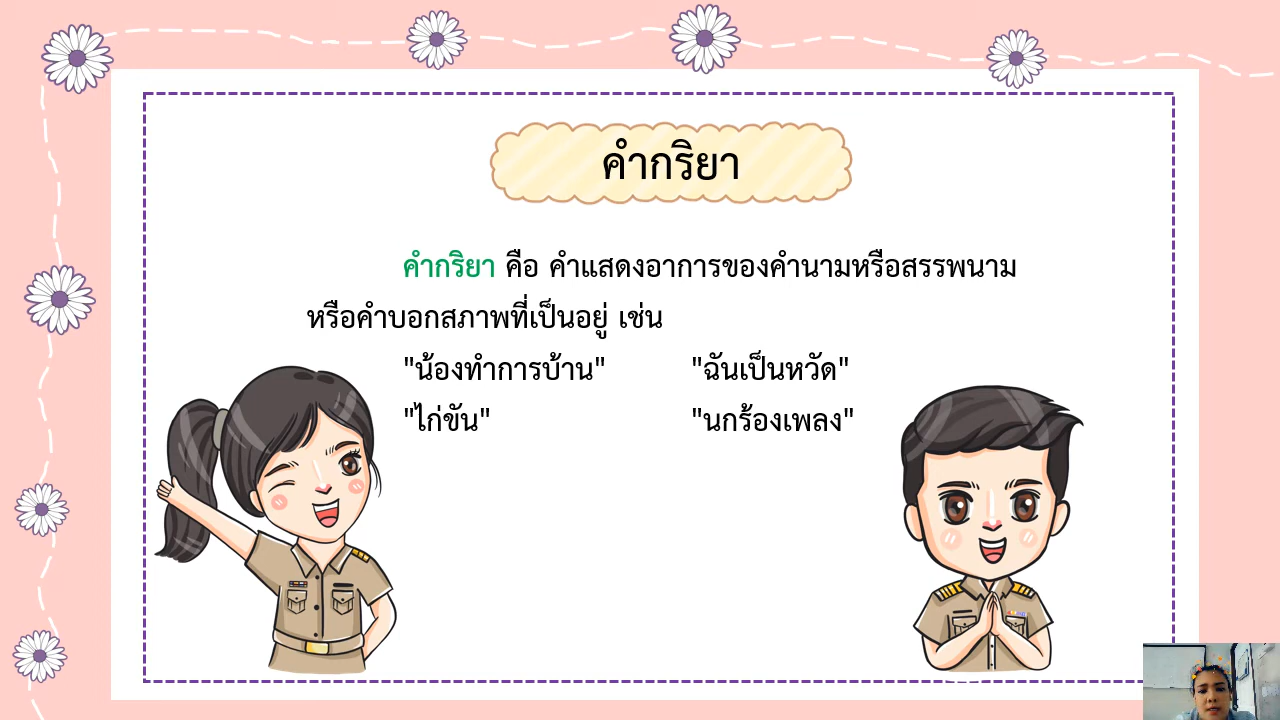 คำกริยา
คำกริยา คือ คำแสดงอาการของคำนามหรือสรรพนาม
หรือคำบอกสภาพที่เป็นอยู่ เช่น
"น้องทำการบ้าน" "ฉันเป็นหวัด"
"ไก่ขัน" "นกร้องเพลง"